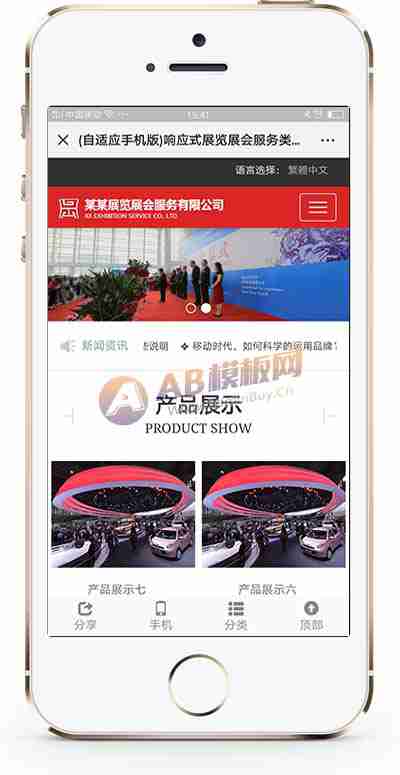 中国移动
15:41
(自适应手机版)响应式展览展会服务类...
语言选择： 繁體中文
某某展览展会服务有限公司
XX EXHIBITION SERVICE CO., LTD
新闻资讯
说明 ❖ 移动时代，如何科学的运用品牌
AB模板网
产品展示
PRODUCT SHOW
产品展示七
产品展示六
分享
手机
分类
顶部